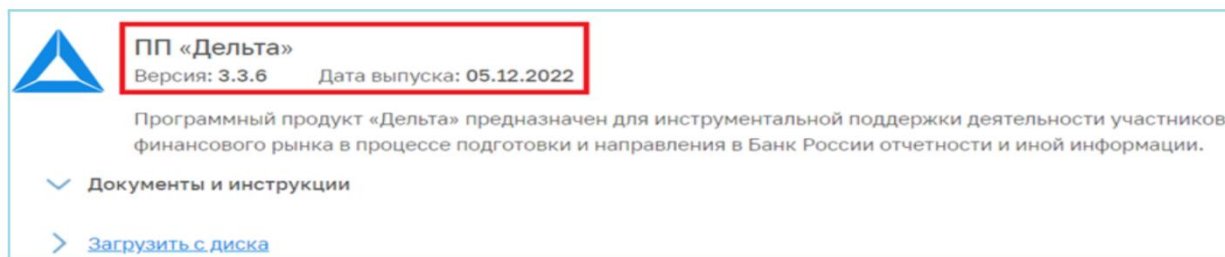 ПП «Дельта»
Версия: 3.3.6 Дата выпуска: 05.12.2022
Программный продукт «Дельта» предназначен для инструментальной поддержки деятельности участников
финансового рынка в процессе подготовки и направления в Банк России отчетности и иной информации.
Документы и инструкции
Загрузить с диска